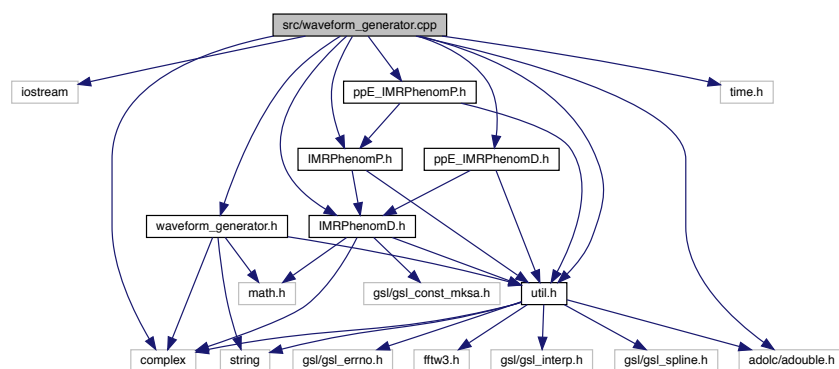 src/waveform_generator.cpp
iostream
ppE_IMRPhenomP.h
time.h
IMRPhenomP.h
ppE_IMRPhenomD.h
waveform_generator.h
IMRPhenomD.h
math.h
gsl/gsl_const_mksa.h
util.h
complex
string
gsl/gsl_errno.h
fftw3.h
gsl/gsl_interp.h
gsl/gsl_spline.h
adolc/adouble.h